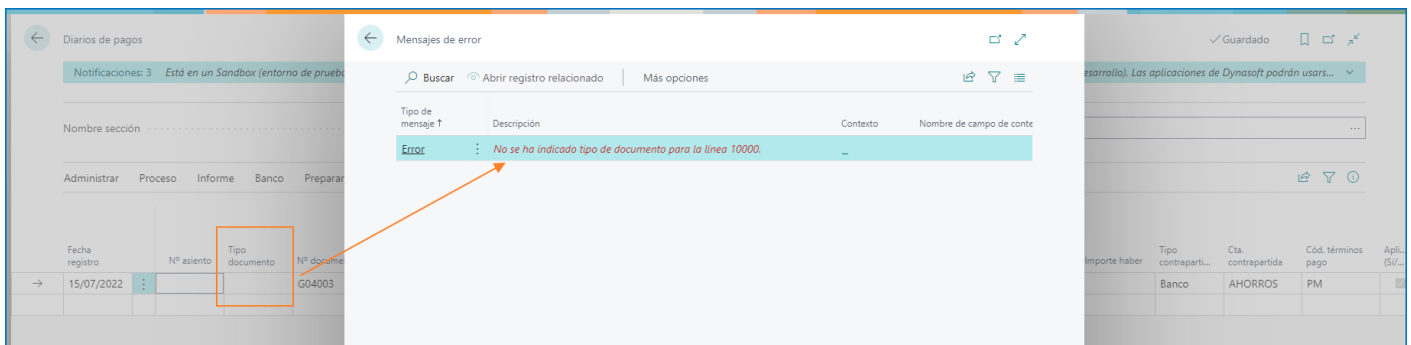 Diarios de pagos
Guardado
Notificaciones: 3 Está en un Sandbox (entorno de prueba
esarrollo). Las aplicaciones de Dynasoft podrán usars...
Nombre sección
...
Administrar Proceso Informe Banco Preparar
Fecha registro
Nº asiento
Tipo documento
Nº docume
Importe haber
Tipo contraparti...
Cta. contrapartida
Cód. términos pago
Apli... (Sí/...
15/07/2022
G04003
Banco
AHORROS
PM
Mensajes de error
Buscar Abrir registro relacionado Más opciones
Tipo de mensaje ↑
Descripción
Contexto
Nombre de campo de conte
Error
No se ha indicado tipo de documento para la línea 10000.
_